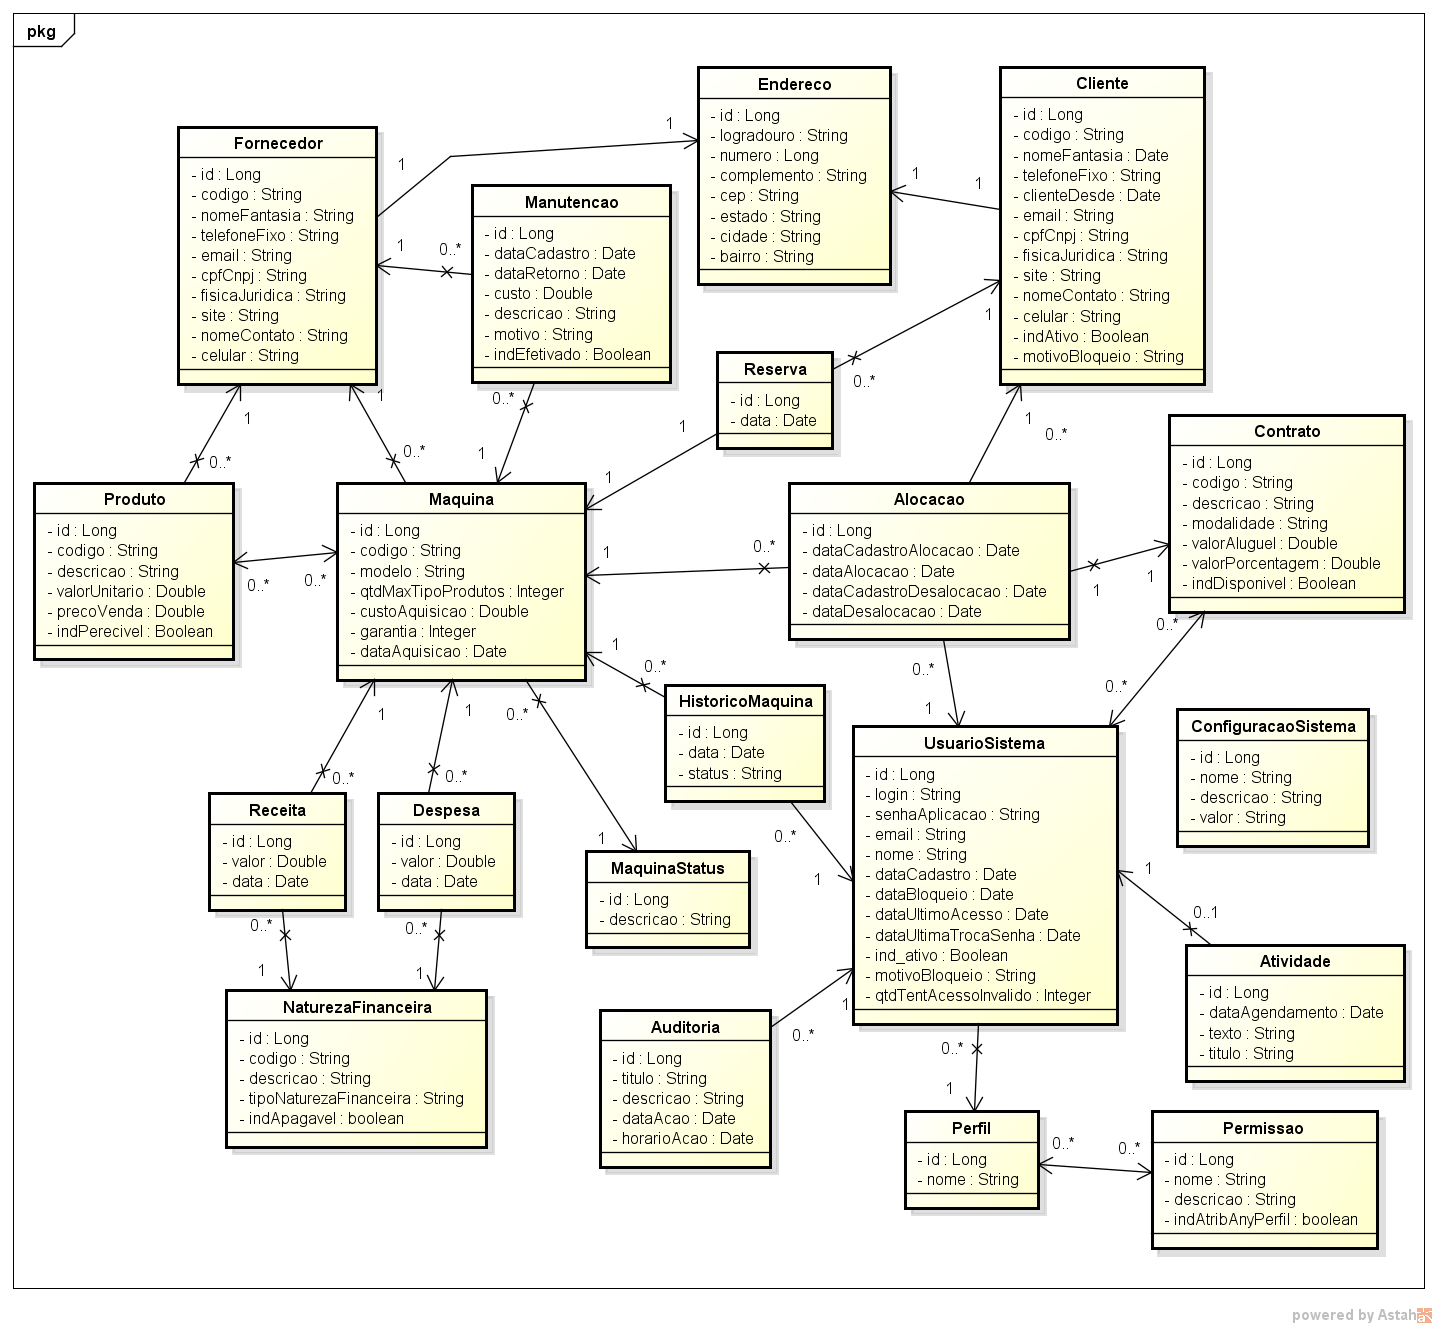 pkg
Endereco
- id : Long
- logradouro : String
- numero : Long
- complemento : String
- cep : String
- estado : String
- cidade : String
- bairro : String
Cliente
- id : Long
- codigo : String
- nomeFantasia : Date
- telefoneFixo : String
- clienteDesde : Date
- email : String
- cpfCnpj : String
- fisicaJuridica : String
- site : String
- nomeContato : String
- celular : String
- indAtivo : Boolean
- motivoBloqueio : String
Fornecedor
- id : Long
- codigo : String
- nomeFantasia : String
- telefoneFixo : String
- email : String
- cpfCnpj : String
- fisicaJuridica : String
- site : String
- nomeContato : String
- celular : String
Manutencao
- id : Long
- dataCadastro : Date
- dataRetorno : Date
- custo : Double
- descricao : String
- motivo : String
- indEfetivado : Boolean
1
1
1
1
1
0..*
Reserva
- id : Long
- data : Date
1
0..*
1
1
1
0..*
1
0..*
1
0..*
0..*
1
1
0..*
Contrato
- id : Long
- codigo : String
- descricao : String
- modalidade : String
- valorAluguel : Double
- valorPorcentagem : Double
- indDisponivel : Boolean
Produto
- id : Long
- codigo : String
- descricao : String
- valorUnitario : Double
- precoVenda : Double
- indPerecivel : Boolean
Maquina
- id : Long
- codigo : String
- modelo : String
- qtdMaxTipoProdutos : Integer
- custoAquisicao : Double
- garantia : Integer
- dataAquisicao : Date
Alocacao
- id : Long
- dataCadastroAlocacao : Date
- dataAlocacao : Date
- dataCadastroDesalocacao : Date
- dataDesalocacao : Date
0..*
0..*
1
0..*
1
1
0..*
0..*
0..*
1
1
0..*
1
0..*
1
0..*
0..*
1
HistoricoMaquina
- id : Long
- data : Date
- status : String
UsuarioSistema
- id : Long
- login : String
- senhaAplicacao : String
- email : String
- nome : String
- dataCadastro : Date
- dataBloqueio : Date
- dataUltimoAcesso : Date
- dataUltimaTrocaSenha : Date
- ind_ativo : Boolean
- motivoBloqueio : String
- qtdTentAcessoInvalido : Integer
ConfiguracaoSistema
- id : Long
- nome : String
- descricao : String
- valor : String
Receita
- id : Long
- valor : Double
- data : Date
Despesa
- id : Long
- valor : Double
- data : Date
MaquinaStatus
- id : Long
- descricao : String
0..*
1
1
0..1
0..*
1
0..*
1
NaturezaFinanceira
- id : Long
- codigo : String
- descricao : String
- tipoNaturezaFinanceira : String
- indApagavel : boolean
Auditoria
- id : Long
- titulo : String
- descricao : String
- dataAcao : Date
- horarioAcao : Date
1
0..*
Atividade
- id : Long
- dataAgendamento : Date
- texto : String
- titulo : String
0..*
1
Perfil
- id : Long
- nome : String
0..*
0..*
Permissao
- id : Long
- nome : String
- descricao : String
- indAtribAnyPerfil : boolean
powered by Astah